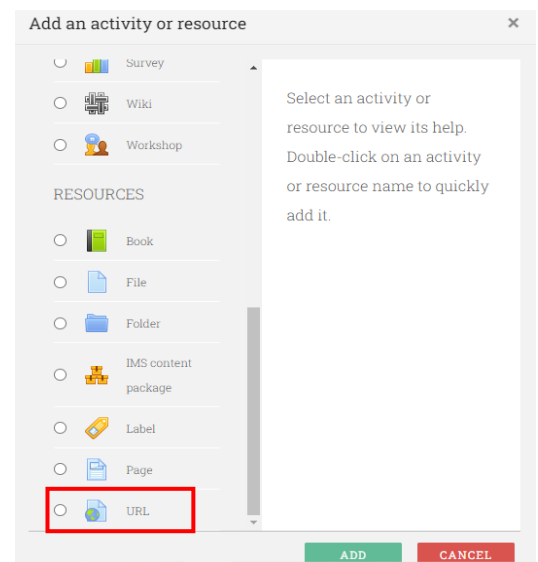 Add an activity or resource ×
Survey
Wiki
Workshop
RESOURCES
Book
File
Folder
IMS content
package
Label
Page
URL
Select an activity or
resource to view its help.
Double-click on an activity
or resource name to quickly
add it.
ADD CANCEL